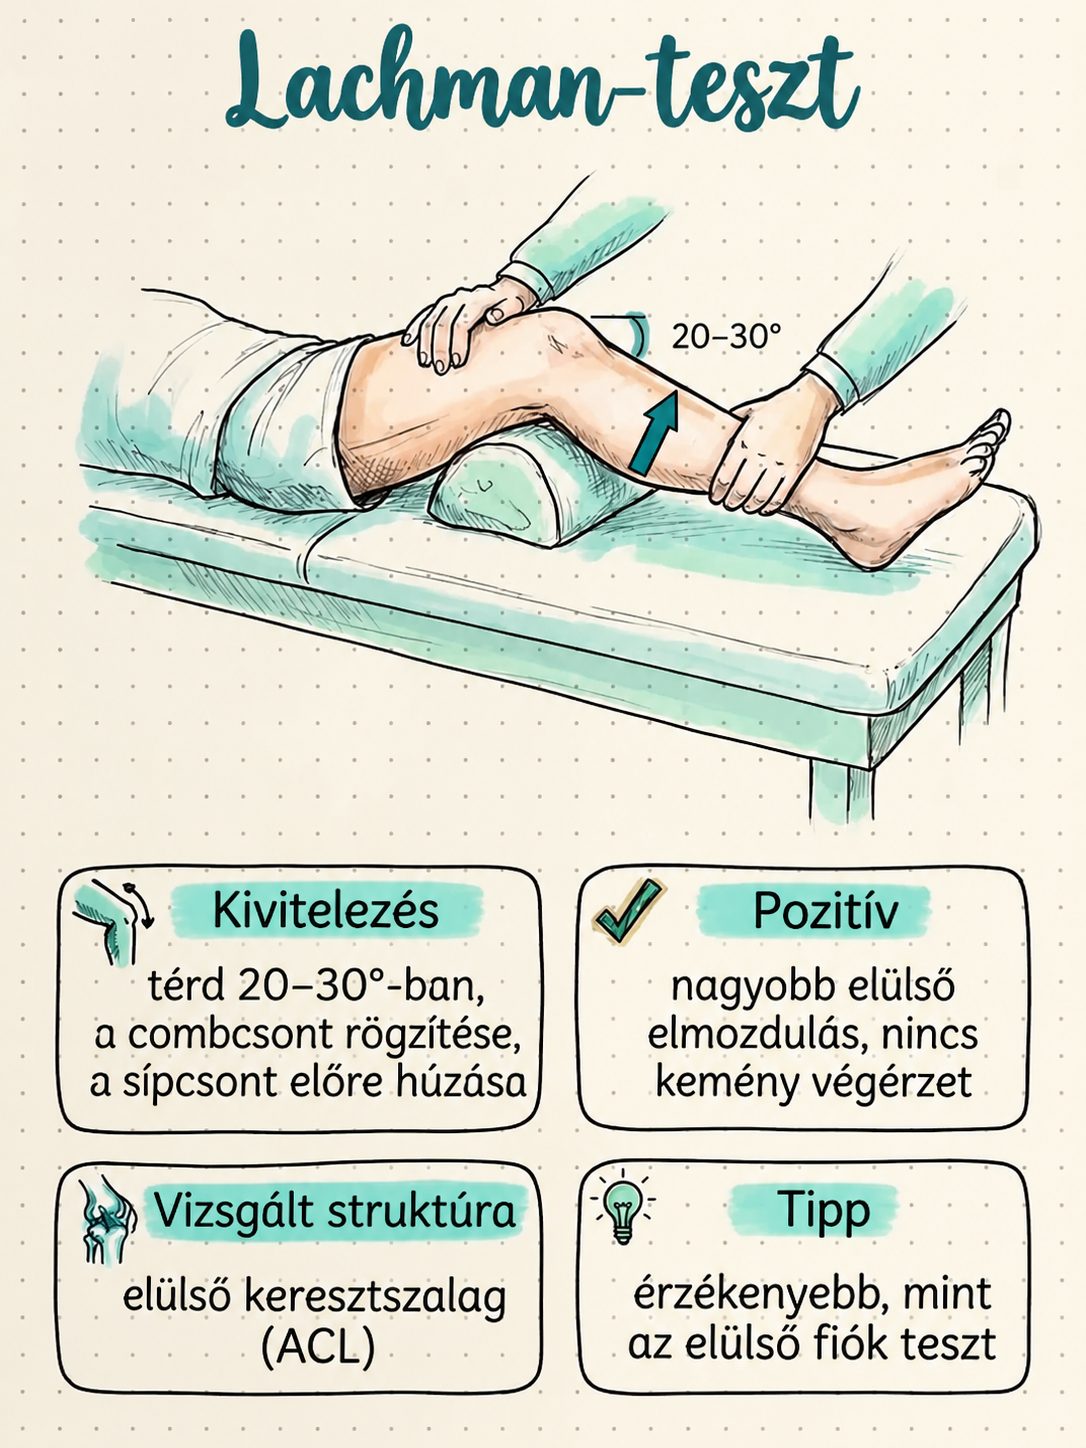 Lachman-teszt
20–30°
Kivitelezés
térd 20–30°-ban,
a combcsont rögzítése,
a sípcsont előre húzása
Pozitív
nagyobb elülső
elmozdulás, nincs
kemény végérzet
Vizsgált struktúra
elülső keresztszalag
(ACL)
Tipp
érzékenyebb, mint
az elülső fiók teszt